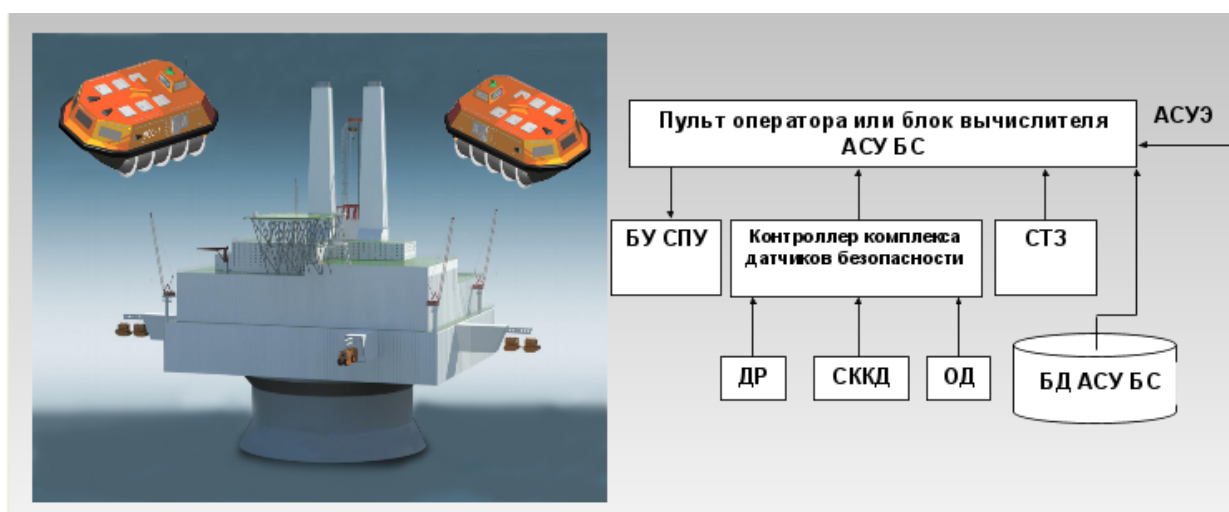 Пульт оператора или блок вычислителя
АСУ БС
АСУЭ
БУ СПУ
Контроллер комплекса
датчиков безопасности
СТЗ
ДР
СККД
ОД
БД АСУ БС